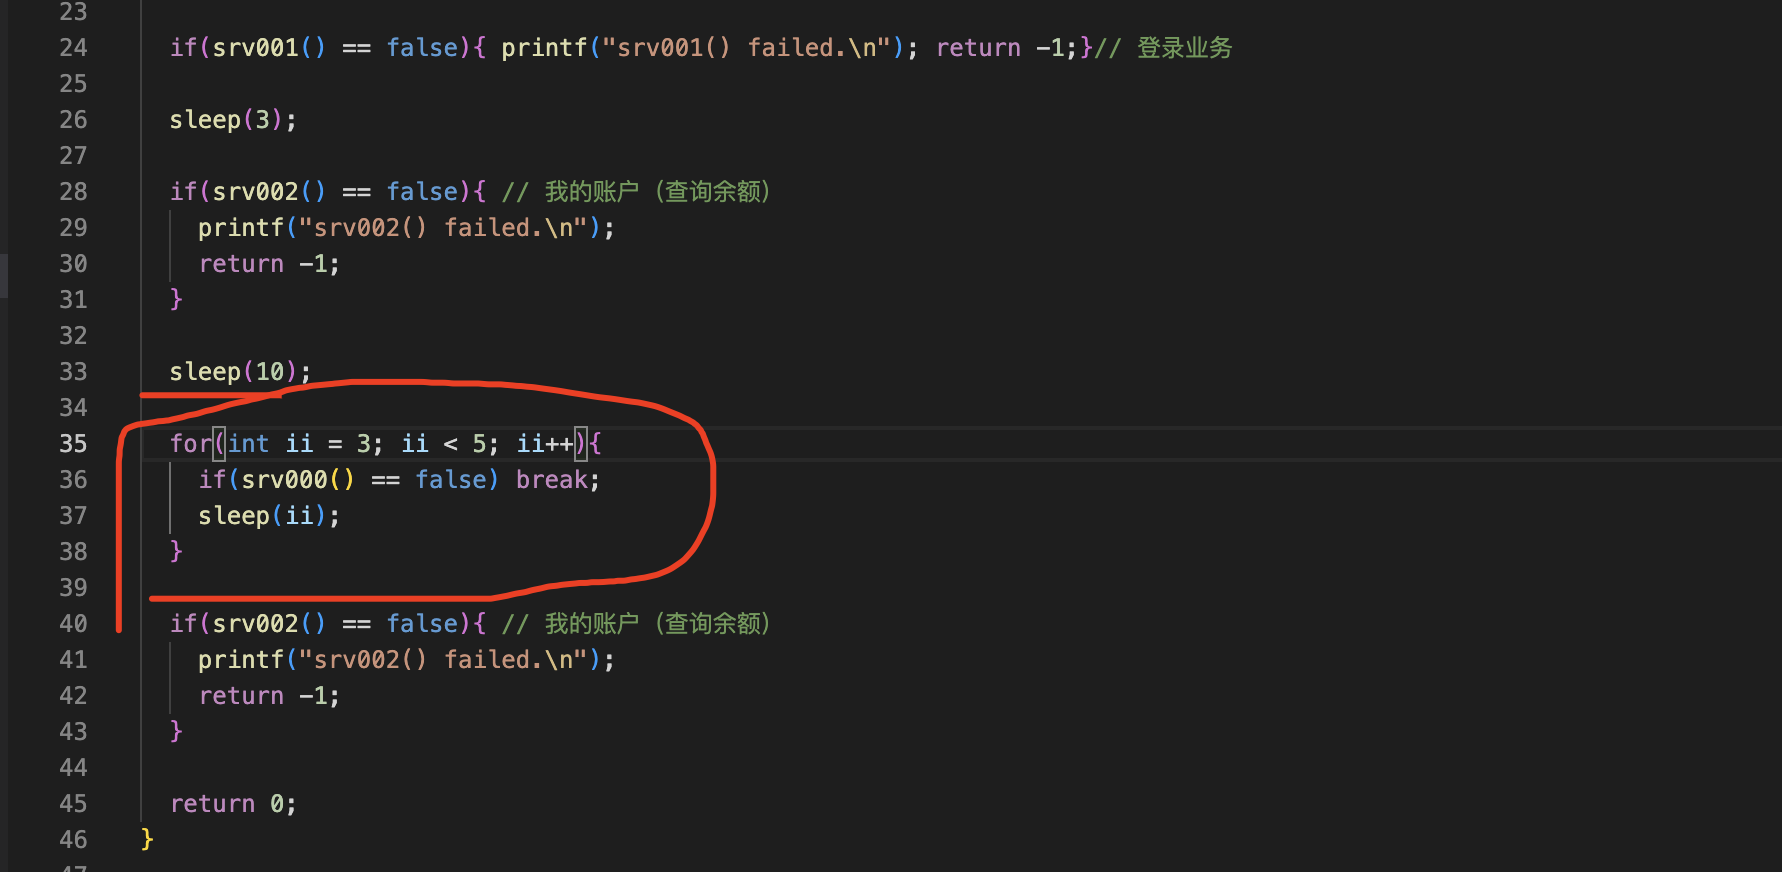 23
24 if(srv001() == false){ printf("srv001() failed.\n"); return -1;}// 登录业务
25
26 sleep(3);
27
28 if(srv002() == false){ // 我的账户（查询余额）
29 printf("srv002() failed.\n");
30 return -1;
31 }
32
33 sleep(10);
34
35 for(int ii = 3; ii < 5; ii++){
36 if(srv000() == false) break;
37 sleep(ii);
38 }
39
40 if(srv002() == false){ // 我的账户（查询余额）
41 printf("srv002() failed.\n");
42 return -1;
43 }
44
45 return 0;
46 }
47